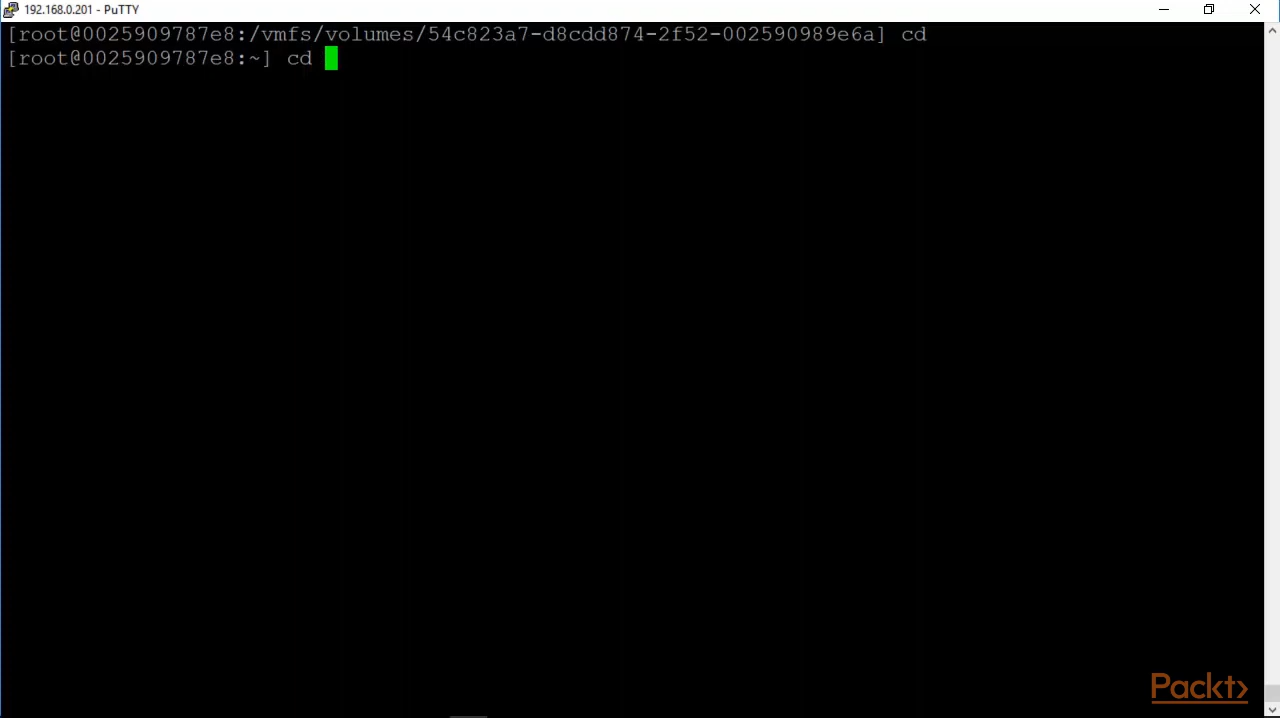 192.168.0.201 - PuTTY
[root@0025909787e8:/vmfs/volumes/54c823a7-d8cdd874-2f52-002590989e6a] cd
[root@0025909787e8:~] cd
Packt>